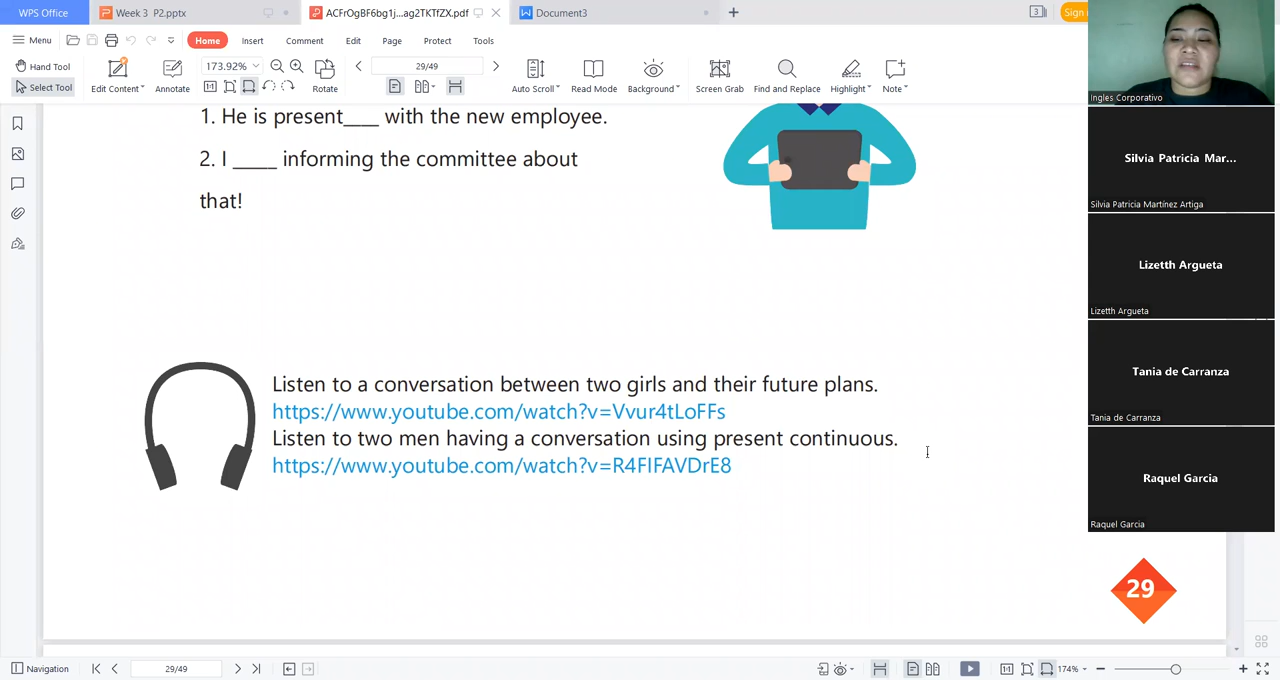 WPS Office
Week 3 P2.pptx
ACFrOgBF6bg1j...ag2TKTfZX.pdf
Document3
3
Sign i
Menu
Home
Insert
Comment
Edit
Page
Protect
Tools
Hand Tool
Select Tool
Edit Content
Annotate
173.92%
Rotate
29/49
Auto Scroll
Read Mode
Background
Screen Grab
Find and Replace
Highlight
Note
1. He is present____ with the new employee.
2. I _____ informing the committee about
that!
Listen to a conversation between two girls and their future plans.
https://www.youtube.com/watch?v=Vvur4tLoFFs
Listen to two men having a conversation using present continuous.
https://www.youtube.com/watch?v=R4FIFAVDrE8
29
Ingles Corporativo
Silvia Patricia Mar...
Silvia Patricia Martínez Artiga
Lizetth Argueta
Lizetth Argueta
Tania de Carranza
Tania de Carranza
Raquel Garcia
Raquel Garcia
Navigation
29/49
174%